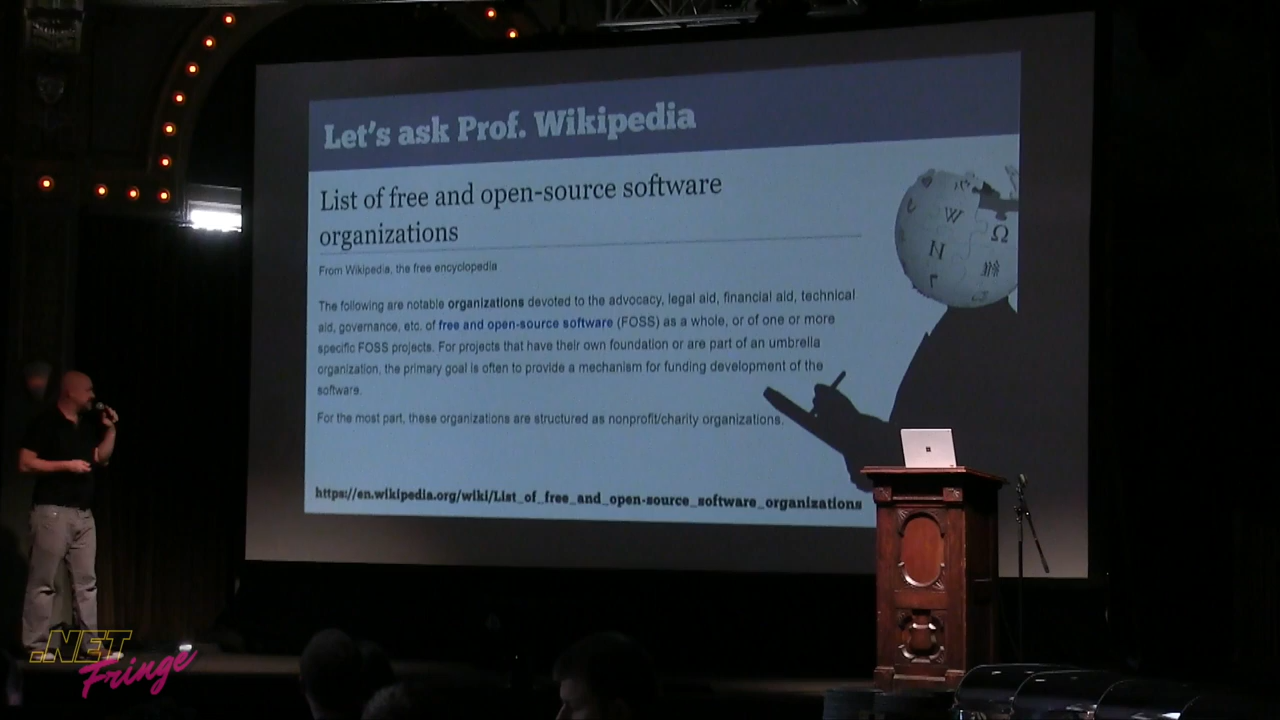 Let's ask Prof. Wikipedia
List of free and open-source software
organizations
From Wikipedia, the free encyclopedia
The following are notable organizations devoted to the advocacy, legal aid, financial aid, technical
aid, governance, etc. of free and open-source software (FOSS) as a whole, or of one or more
specific FOSS projects. For projects that have their own foundation or are part of an umbrella
organization, the primary goal is often to provide a mechanism for funding development of the
software.
For the most part, these organizations are structured as nonprofit/charity organizations.
https://en.wikipedia.org/wiki/List_of_free_and_open-source_software_organizations
W
Ω
N
.NET
Fringe